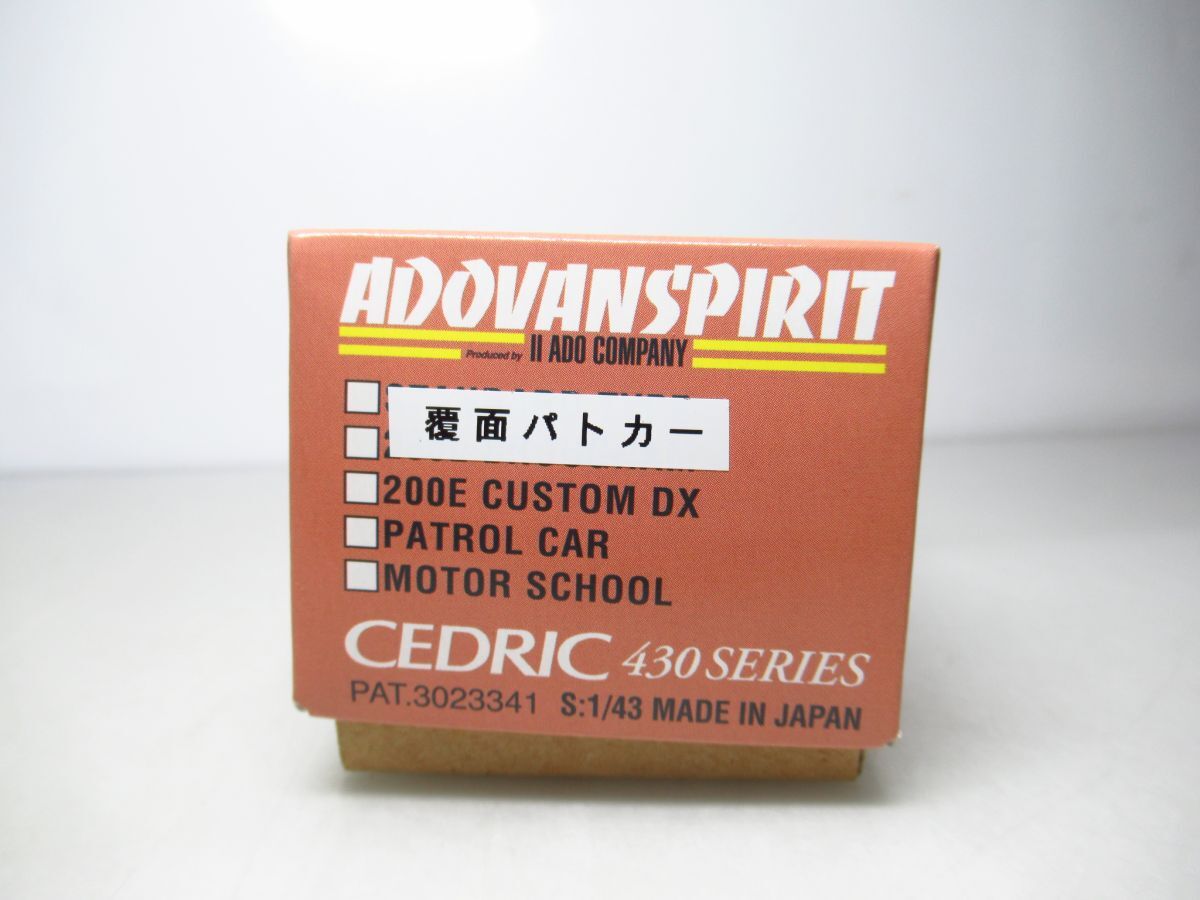 ADOVANSPIRIT
Produced by II ADO COMPANY
覆面パトカー
200E CUSTOM DX
PATROL CAR
MOTOR SCHOOL
CEDRIC 430 SERIES
PAT.3023341 S:1/43 MADE IN JAPAN